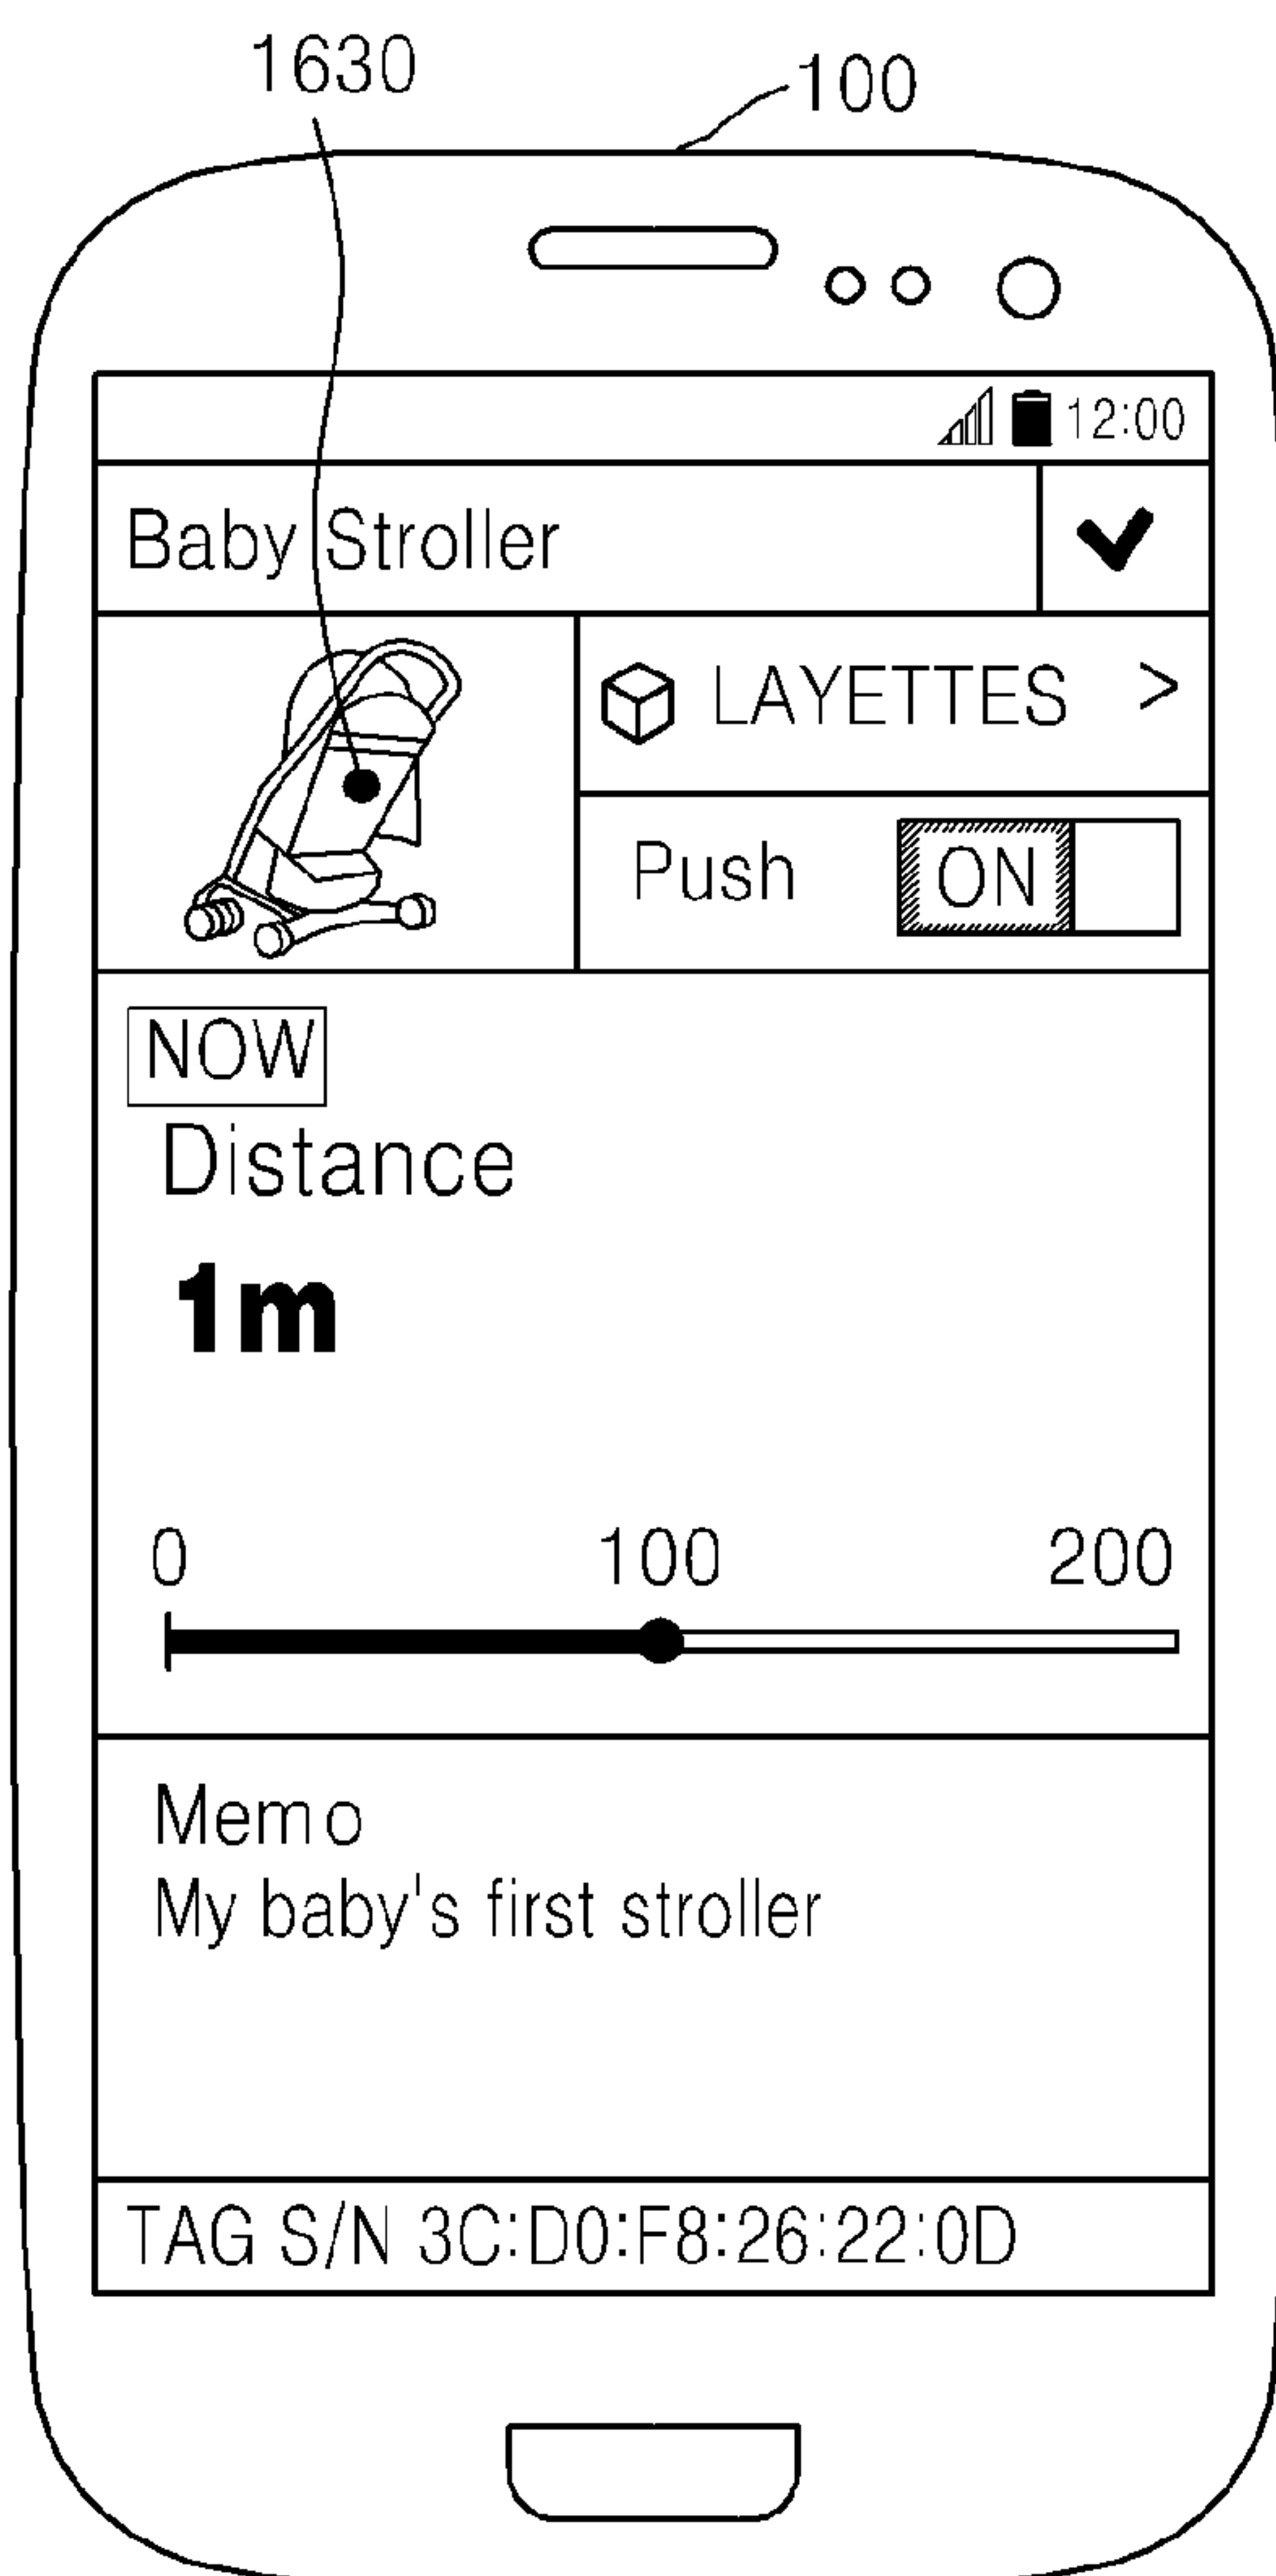 1630
100
12:00
Baby Stroller
LAYETTES >
Push ON
NOW
Distance
1m
0 100 200
Memo
My baby's first stroller
TAG S/N 3C:D0:F8:26:22:0D